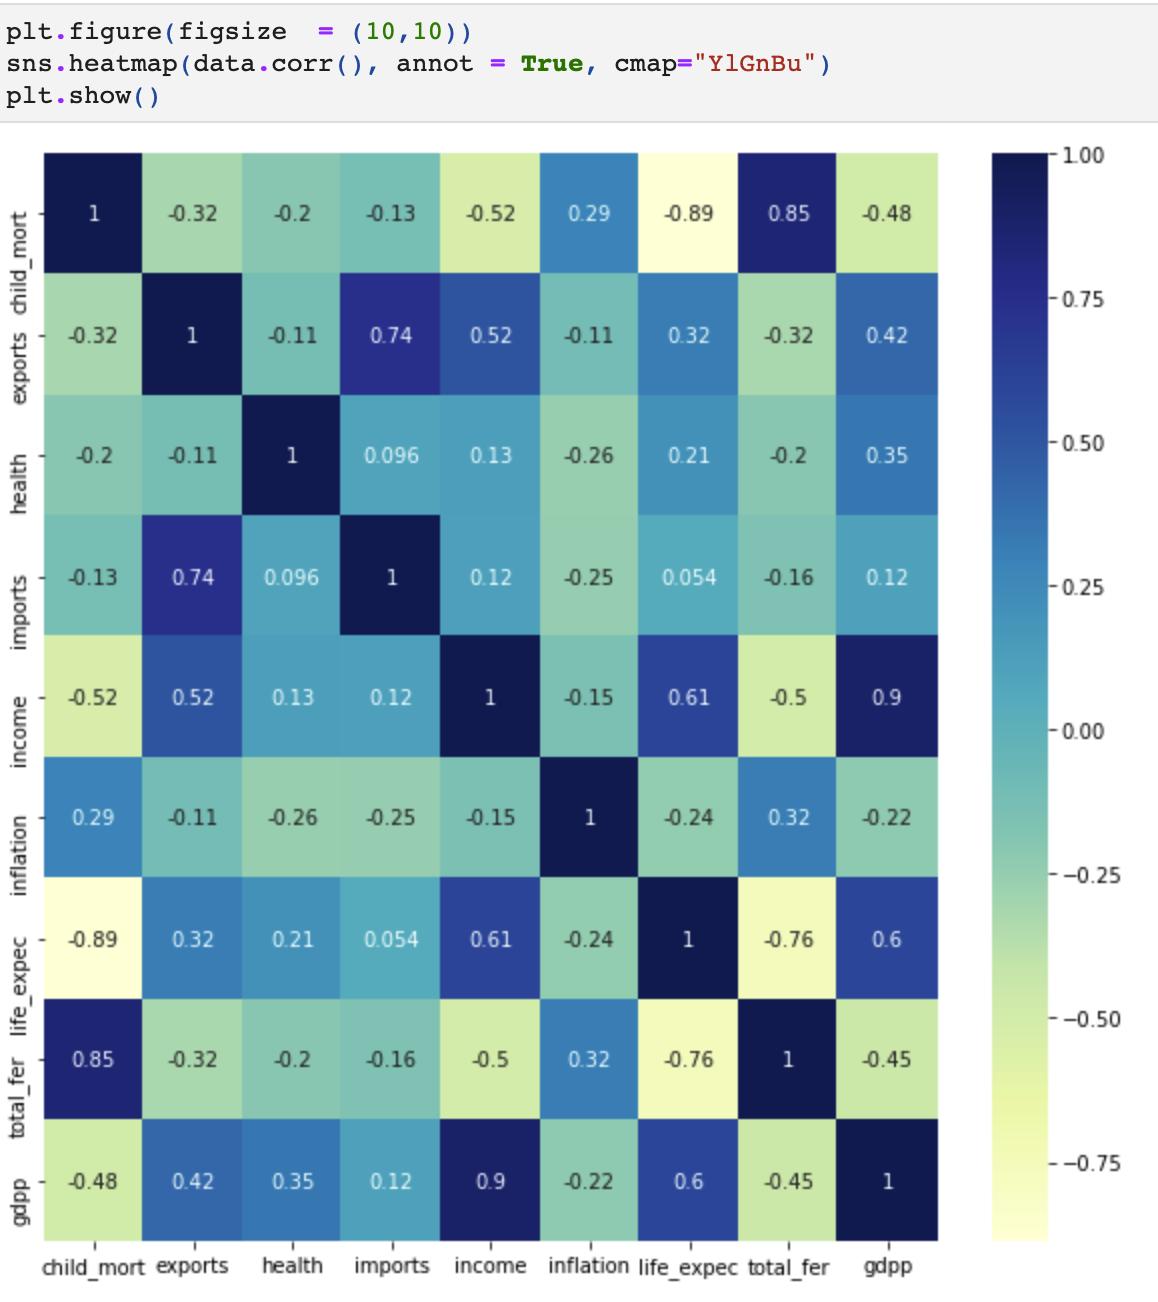 plt.figure(figsize  = (10,10))
sns.heatmap(data.corr(), annot = True, cmap="YlGnBu")
plt.show()
child_mort 1 -0.32 -0.2 -0.13 -0.52 0.29 -0.89 0.85 -0.48
exports -0.32 1 -0.11 0.74 0.52 -0.11 0.32 -0.32 0.42
health -0.2 -0.11 1 0.096 0.13 -0.26 0.21 -0.2 0.35
imports -0.13 0.74 0.096 1 0.12 -0.25 0.054 -0.16 0.12
income -0.52 0.52 0.13 0.12 1 -0.15 0.61 -0.5 0.9
inflation 0.29 -0.11 -0.26 -0.25 -0.15 1 -0.24 0.32 -0.22
life_expec -0.89 0.32 0.21 0.054 0.61 -0.24 1 -0.76 0.6
total_fer 0.85 -0.32 -0.2 -0.16 -0.5 0.32 -0.76 1 -0.45
gdpp -0.48 0.42 0.35 0.12 0.9 -0.22 0.6 -0.45 1
child_mort exports health imports income inflation life_expec total_fer gdpp
1.00
0.75
0.50
0.25
0.00
−0.25
−0.50
−0.75